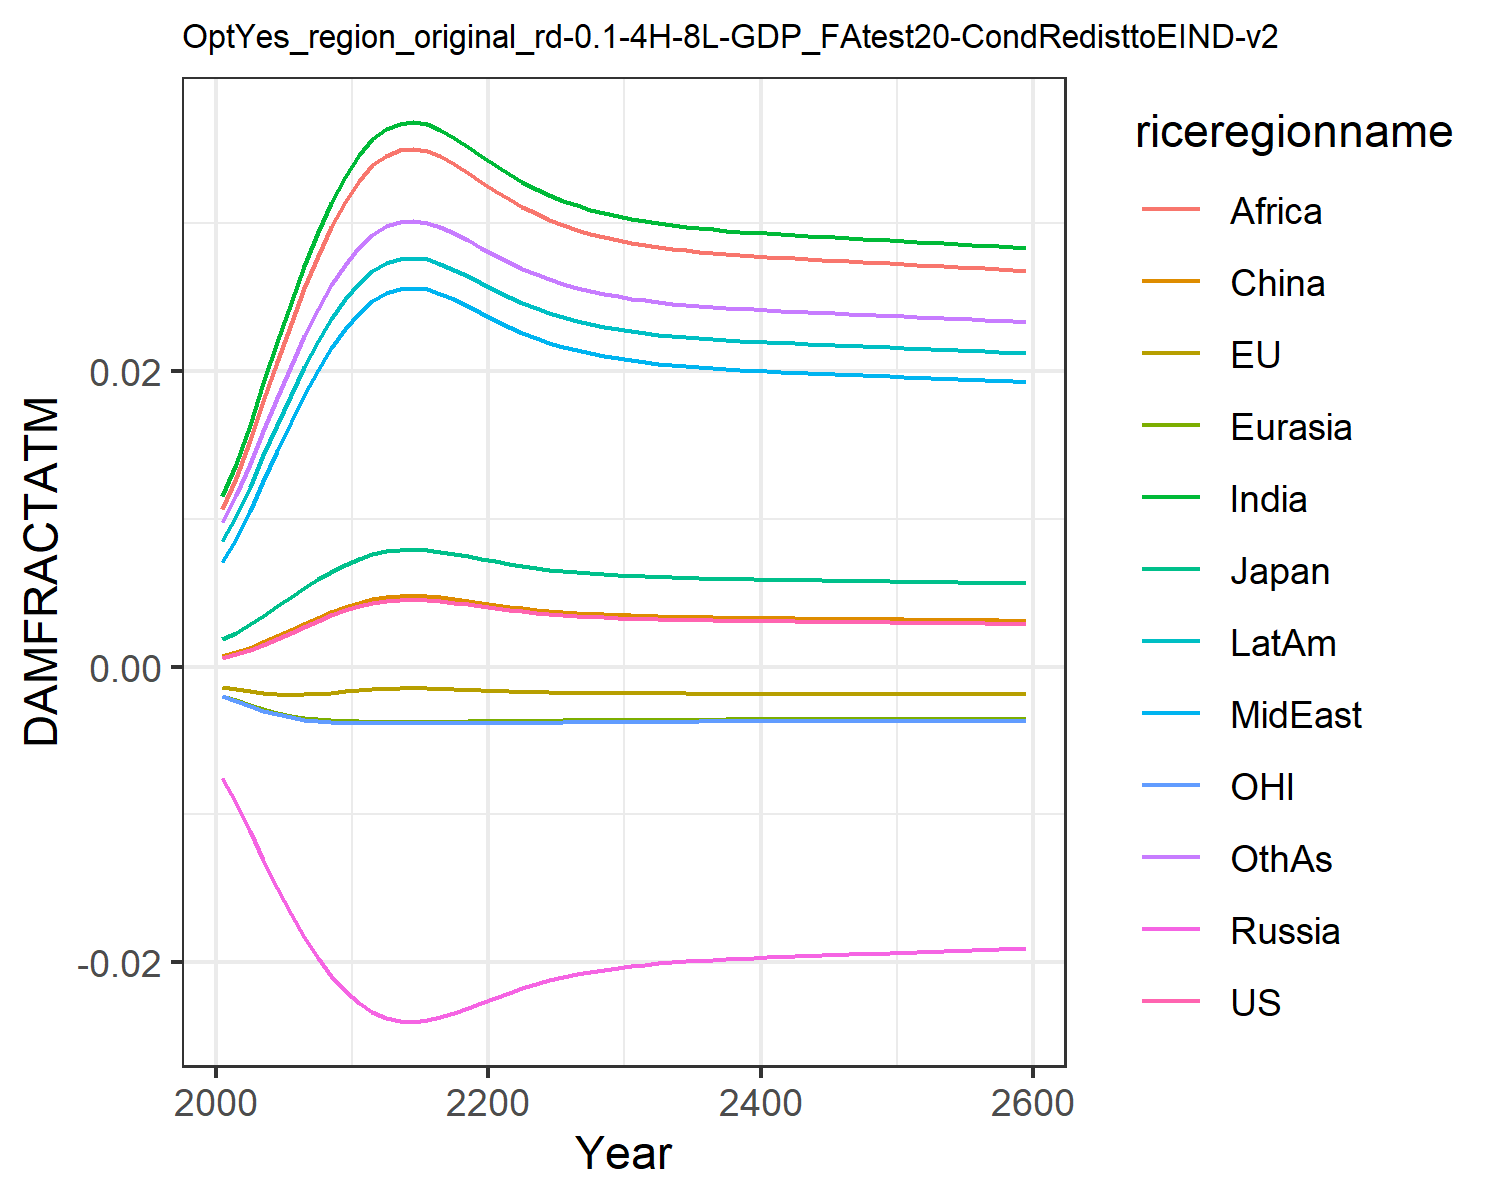 OptYes_region_original_rd-0.1-4H-8L-GDP_FAtest20-CondRedisttoEIND-v2
DAMFRACTATM
0.02
0.00
-0.02
2000 2200 2400 2600
Year
riceregionname
Africa
China
EU
Eurasia
India
Japan
LatAm
MidEast
OHI
OthAs
Russia
US